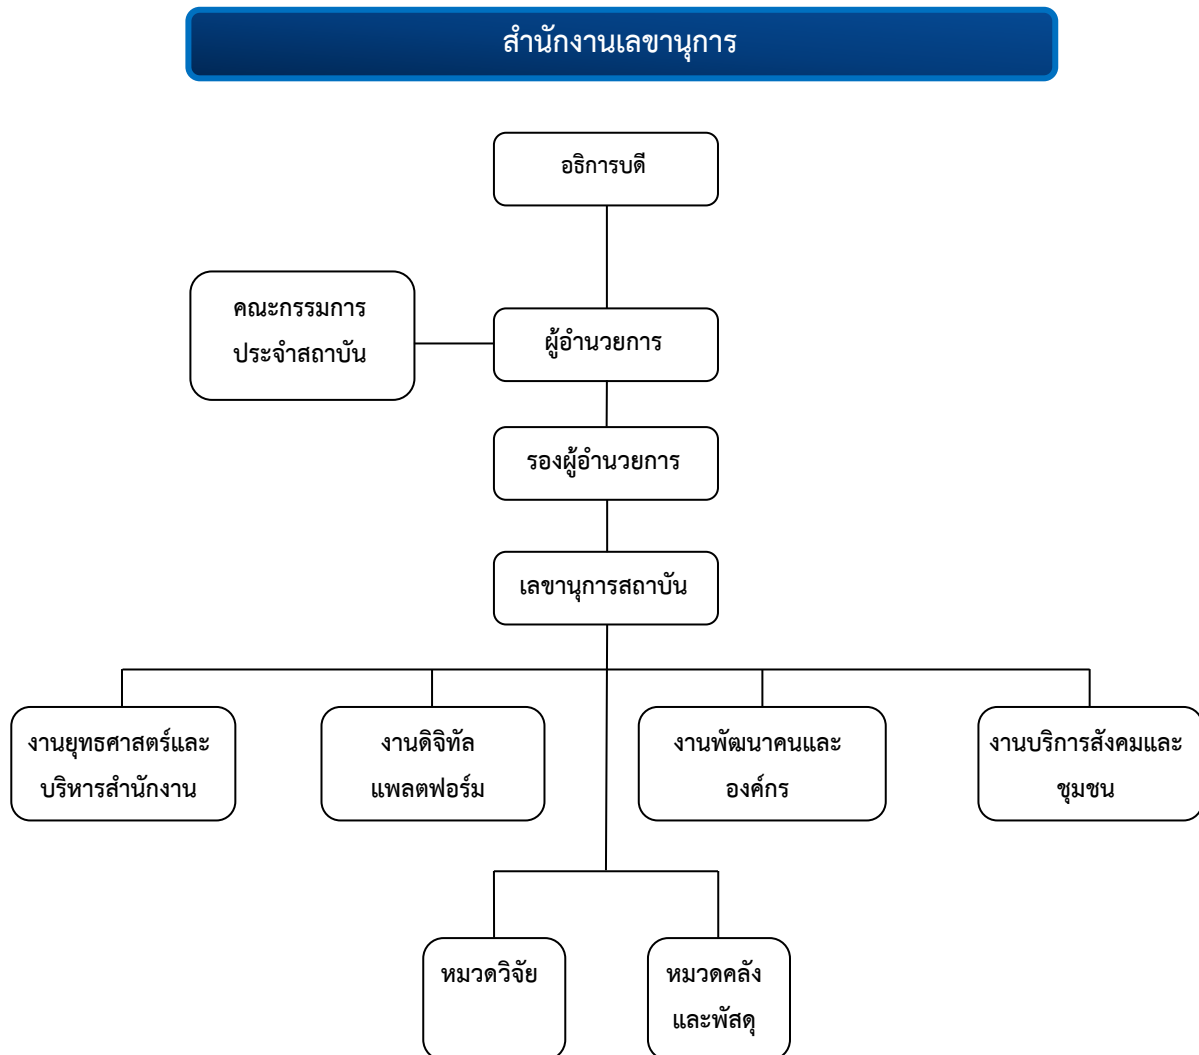 สำนักงานเลขานุการ
อธิการบดี
คณะกรรมการ
ประจำสถาบัน
ผู้อำนวยการ
รองผู้อำนวยการ
เลขานุการสถาบัน
งานยุทธศาสตร์และ
บริหารสำนักงาน
งานดิจิทัล
แพลตฟอร์ม
งานพัฒนาคนและ
องค์กร
งานบริการสังคมและ
ชุมชน
หมวดวิจัย
หมวดคลัง
และพัสดุ